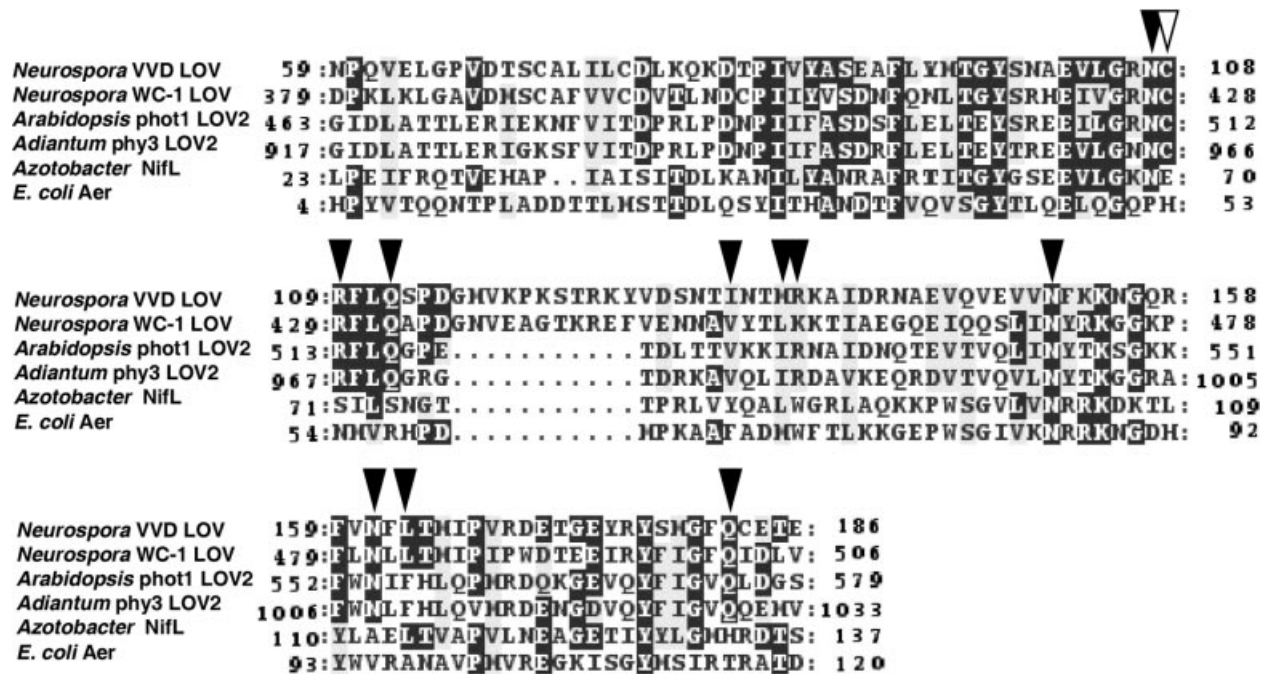 Neurospora VVD LOV 59:NPQVELGPVDTSCALILCDLKQKDTPIVYASEAFLYMTGYSNAEVLGRNC: 108
Neurospora WC-1 LOV 379:DPKLKLGAVDMSCAFVVCDVTLNDCPIIYVSDNFQNLTGYSRHEIVGRNC: 428
Arabidopsis phot1 LOV2 463:GIDLATTLERIEKNFVITDPRLPDNPIIFASDSFLELTEYSREEILGRNC: 512
Adiantum phy3 LOV2 917:GIDLATTLERIGKSFVITDPRLPDNPIIFASDRFLELTEYTREEVLGNNC: 966
Azotobacter NifL 23:LPEIFRQTVEHAP..IAISITDLKANILYANRAFRTITGYGSEEVLGKNE: 70
E. coli Aer 4:HPYVTQQNTPLADDTTLMSTTDLQSYITHANDTFVQVSGYTLQELQGQPH: 53
Neurospora VVD LOV 109:RFLQSPDGMVKPKSTRKYVDSNTINTMRKAIDRNAEVQVEVVNFKKNGQR: 158
Neurospora WC-1 LOV 429:RFLQAPDGNVEAGTKREFVENNAVYTLKKTIAEGQEIQQSLINYRKGGKP: 478
Arabidopsis phot1 LOV2 513:RFLQGPE...........TDLTTVKKIRNAIDNQTEVTVQLINYTKSGKK: 551
Adiantum phy3 LOV2 967:RFLQGRG...........TDRKAVQLIRDAVKEQRDVTVQVLNYTKGGRA: 1005
Azotobacter NifL 71:SILSNGT...........TPRLVYQALWGRLAQKKPWSGVLVNRRKDKTL: 109
E. coli Aer 54:NMVRHPD...........MPKAAFADMWFTLKKGEPWSGIVKNRRKNGDH: 92
Neurospora VVD LOV 159:FVNFLTMIPVRDETGEYRYSMGFQCETE: 186
Neurospora WC-1 LOV 479:FLNLLTMIPIPWDTEEIRYFIGFQIDLV: 506
Arabidopsis phot1 LOV2 552:FWNIFHLQPMRDQKGEVQYFIGVQLDGS: 579
Adiantum phy3 LOV2 1006:FWNLFHLQVMRDENGDVQYFIGVQQEMV: 1033
Azotobacter NifL 110:YLAELTVAPVLNEAGETIYYLGMHRDTS: 137
E. coli Aer 93:YWVRANAVPMVREGKISGYMSIRTRATD: 120